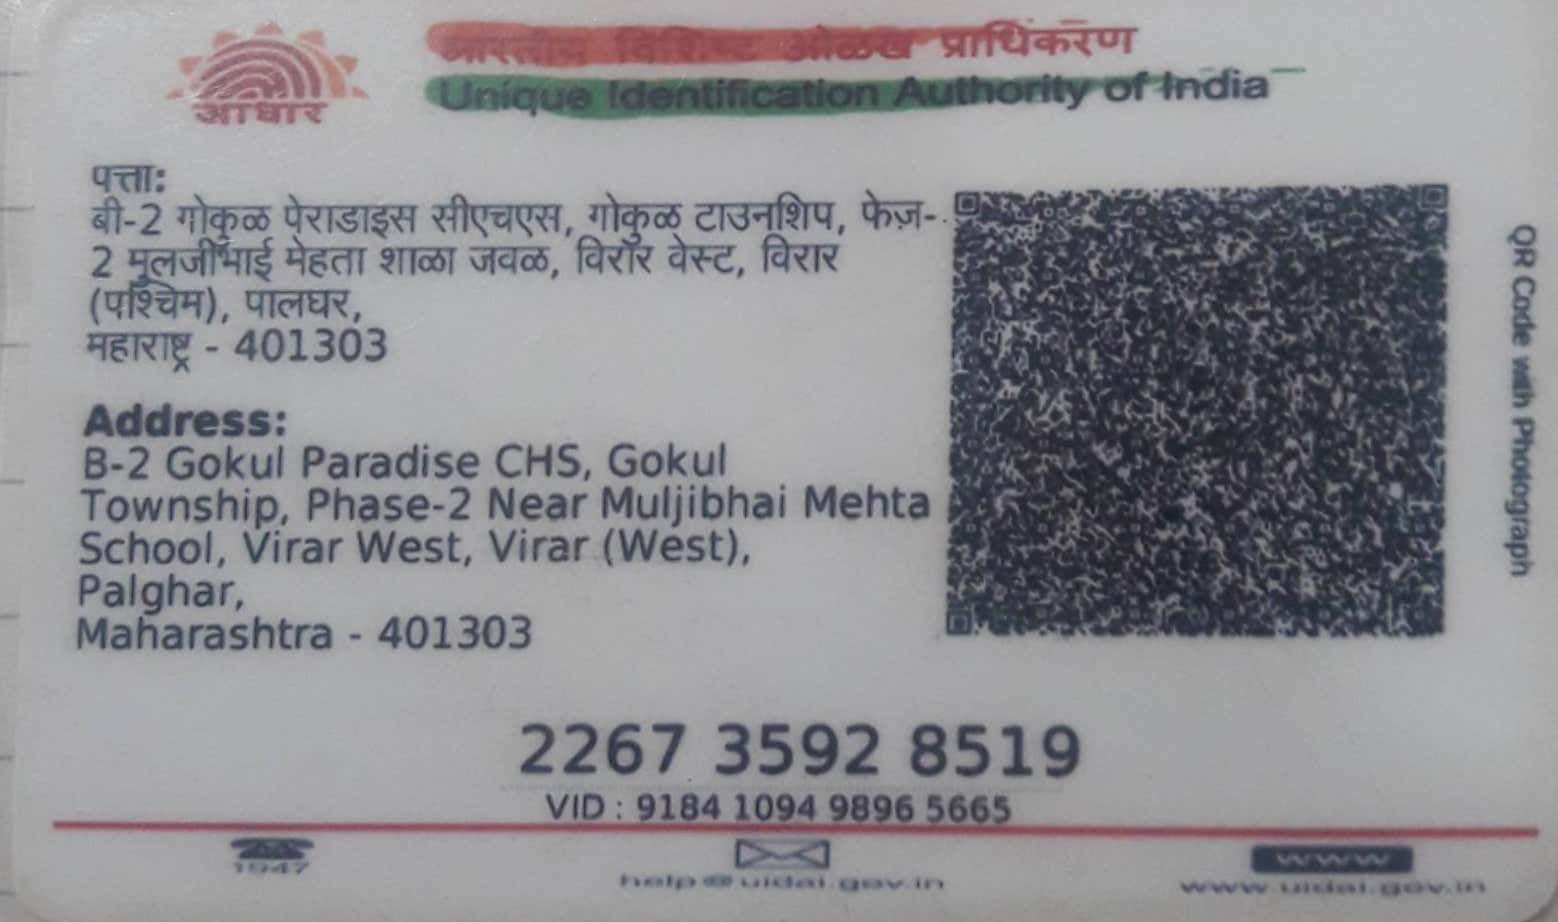 आधार
भारतीय विशिष्ट ओळख प्राधिकरण
Unique Identification Authority of India
पत्ता:
बी-2 गोकुळ पेराडाइस सीएचएस, गोकुळ टाउनशिप, फेज़-
2 मुलजीभाई मेहता शाळा जवळ, विरार वेस्ट, विरार
(पश्चिम), पालघर,
महाराष्ट्र - 401303
Address:
B-2 Gokul Paradise CHS, Gokul
Township, Phase-2 Near Muljibhai Mehta
School, Virar West, Virar (West),
Palghar,
Maharashtra - 401303
QR Code with Photograph
2267 3592 8519
VID : 9184 1094 9896 5665
1947
help@uidai.gov.in
www
www.uidai.gov.in